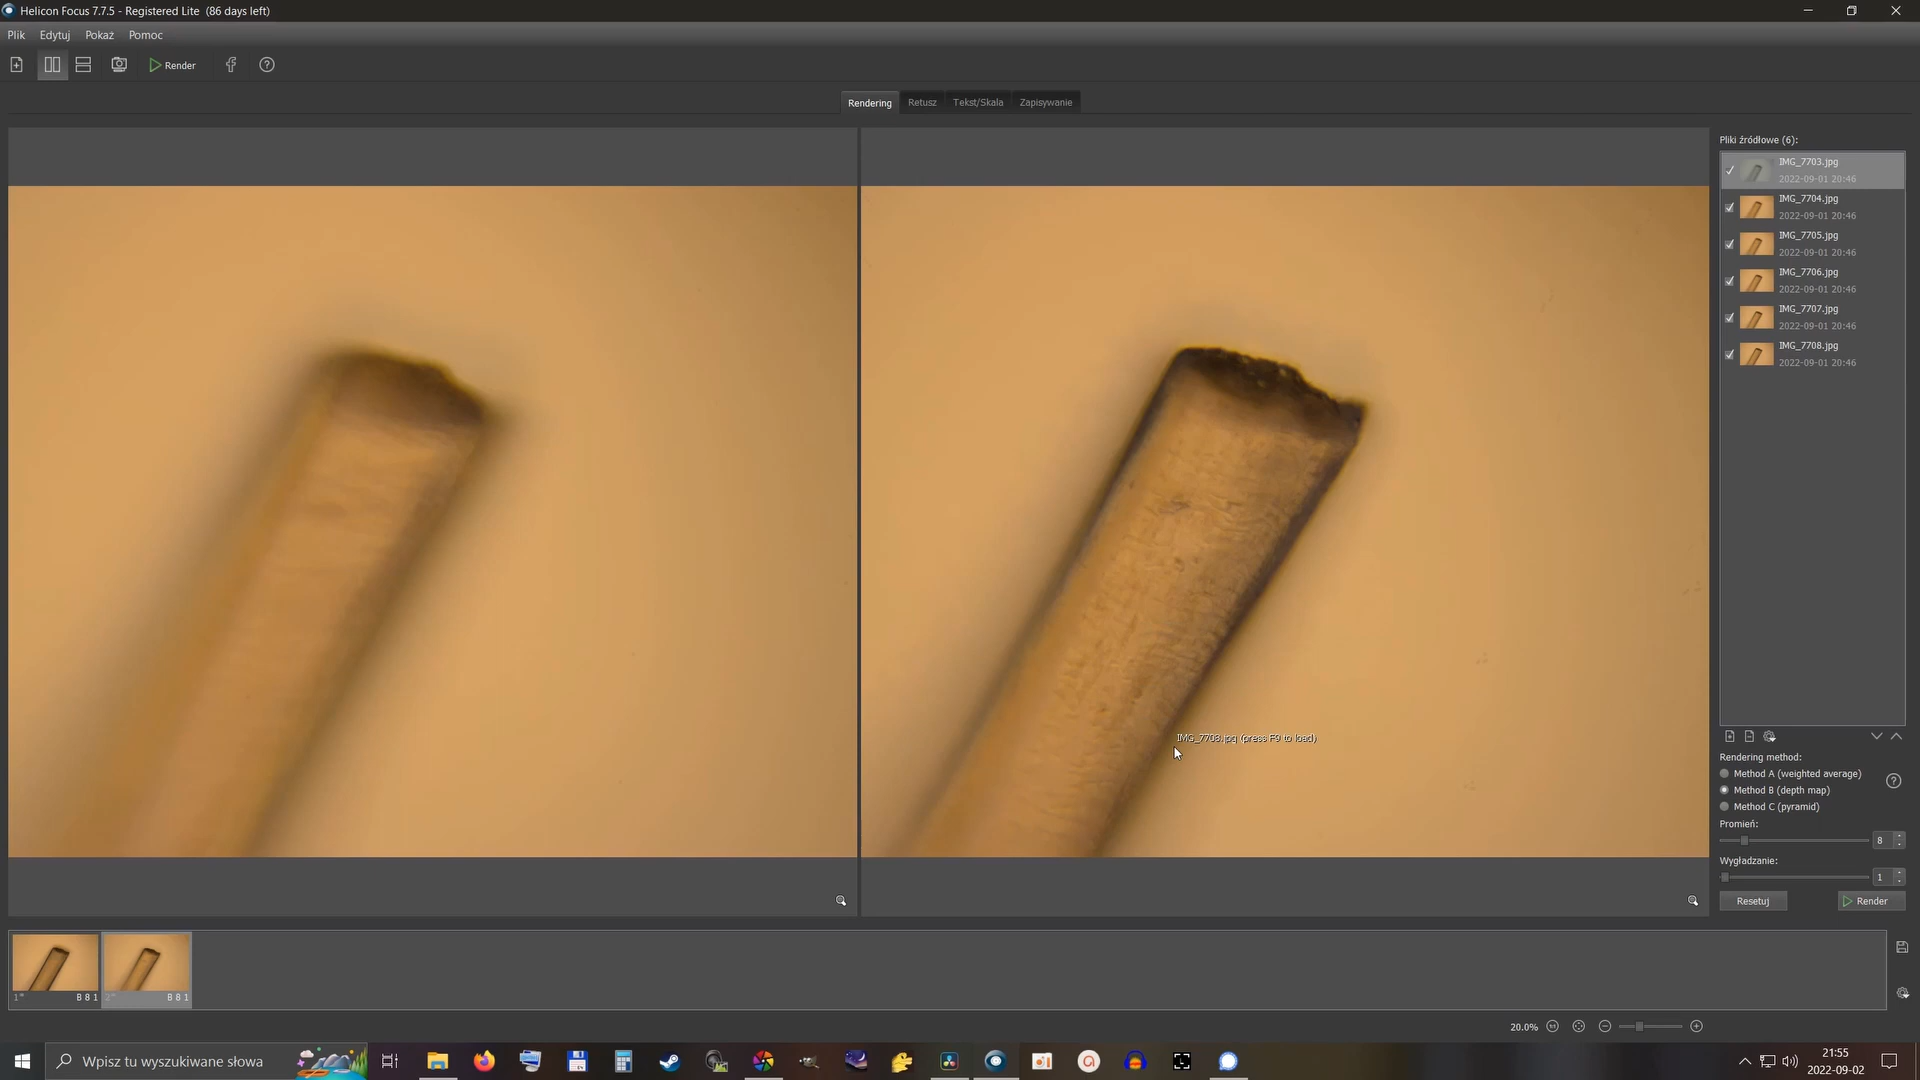 Helicon Focus 7.7.5 - Registered Lite (86 days left)
Plik Edytuj Pokaż Pomoc
Render
Rendering Retusz Tekst/Skala Zapisywanie
Pliki źródłowe (6):
IMG_7703.jpg
2022-09-01 20:46
IMG_7704.jpg
2022-09-01 20:46
IMG_7705.jpg
2022-09-01 20:46
IMG_7706.jpg
2022-09-01 20:46
IMG_7707.jpg
2022-09-01 20:46
IMG_7708.jpg
2022-09-01 20:46
IMG_7708.jpg (press F9 to load)
Rendering method:
Method A (weighted average)
Method B (depth map)
Method C (pyramid)
Promień:
8
Wygładzanie:
1
Resetuj Render
1* B 8 1
2* B 8 1
20.0%
Wpisz tu wyszukiwane słowa
21:55
2022-09-02